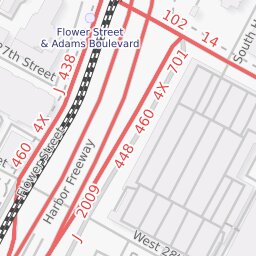 Flower Street
& Adams Boulevard
102 - 14 -
South H
27th Street
J 438
460 4X
448 460 4X 701
Flower Street
Harbor Freeway
J 2009
West 28